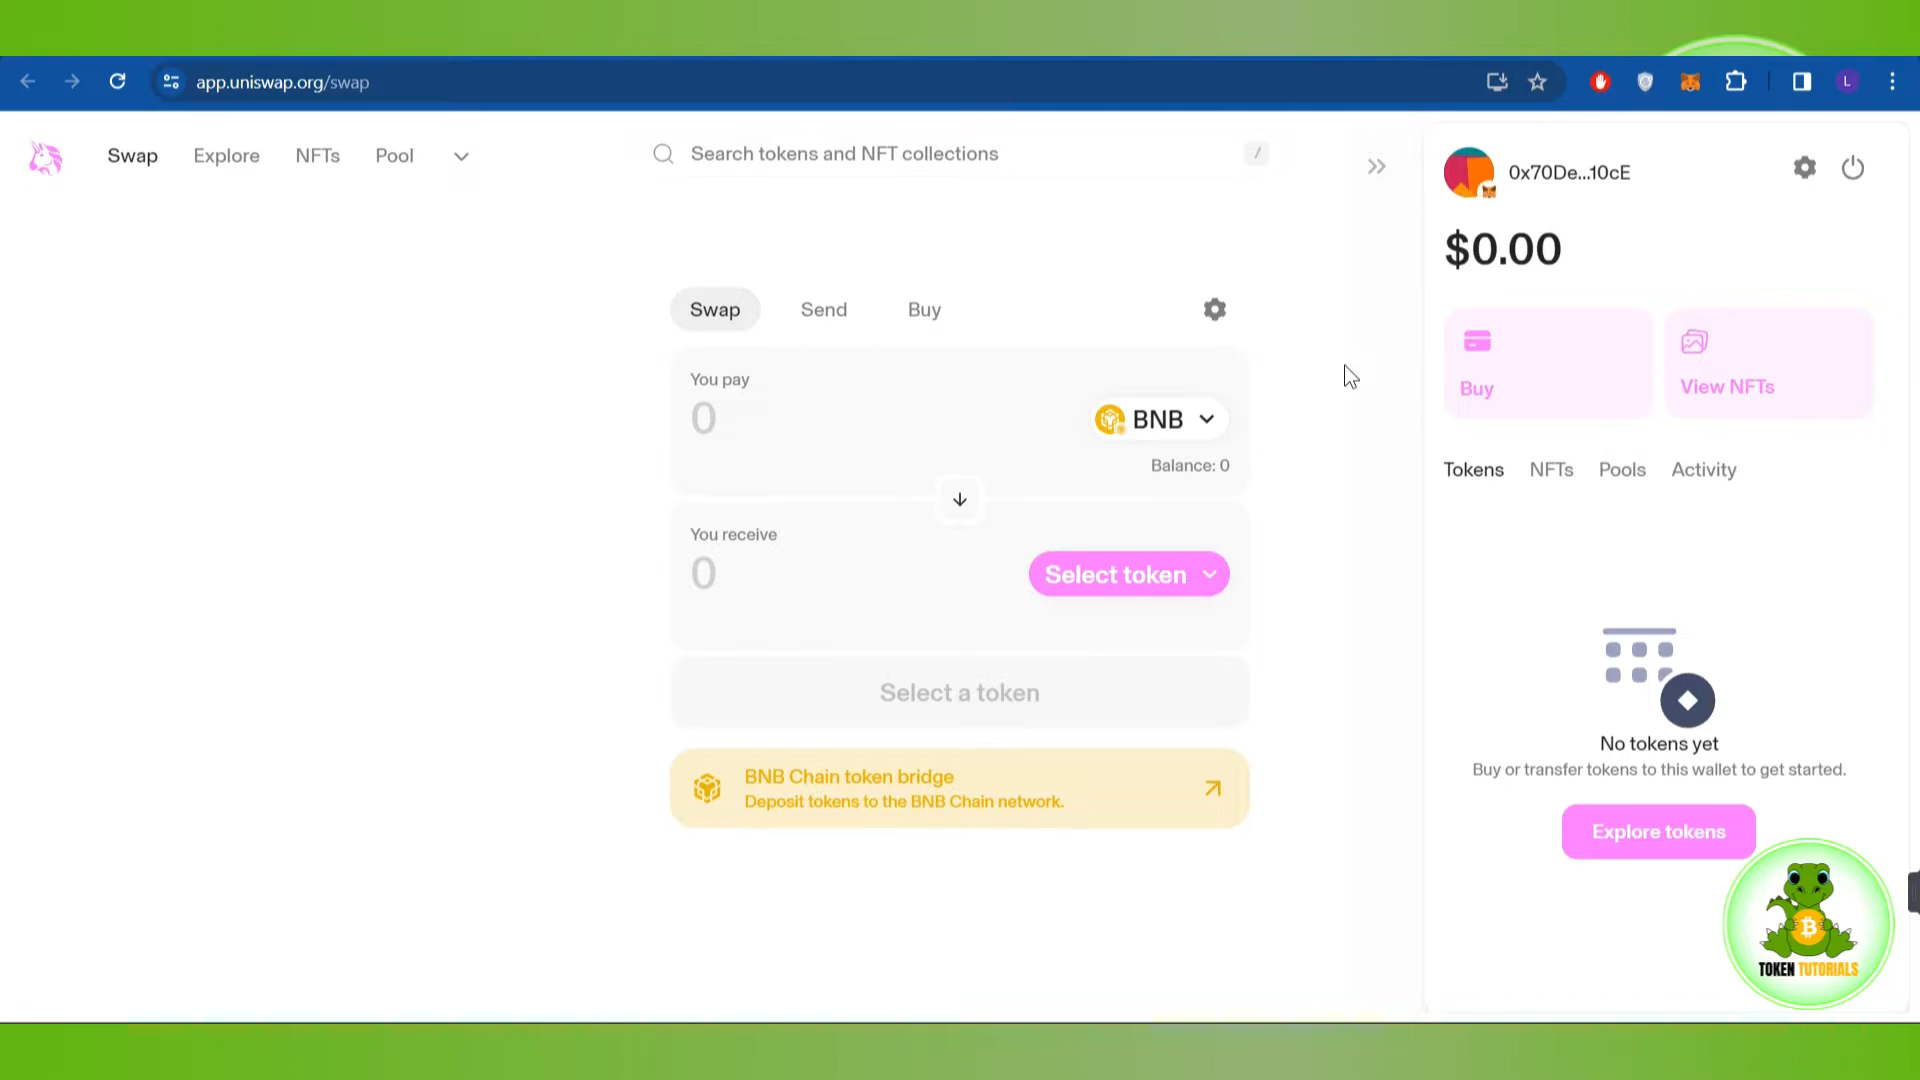 app.uniswap.org/swap
L
Swap
Explore
NFTs
Pool
Search tokens and NFT collections
/
0x70De...10cE
$0.00
Buy
View NFTs
Tokens
NFTs
Pools
Activity
No tokens yet
Buy or transfer tokens to this wallet to get started.
Explore tokens
Swap
Send
Buy
You pay
0
BNB
Balance: 0
You receive
0
Select token
Select a token
BNB Chain token bridge
Deposit tokens to the BNB Chain network.
TOKEN TUTORIALS